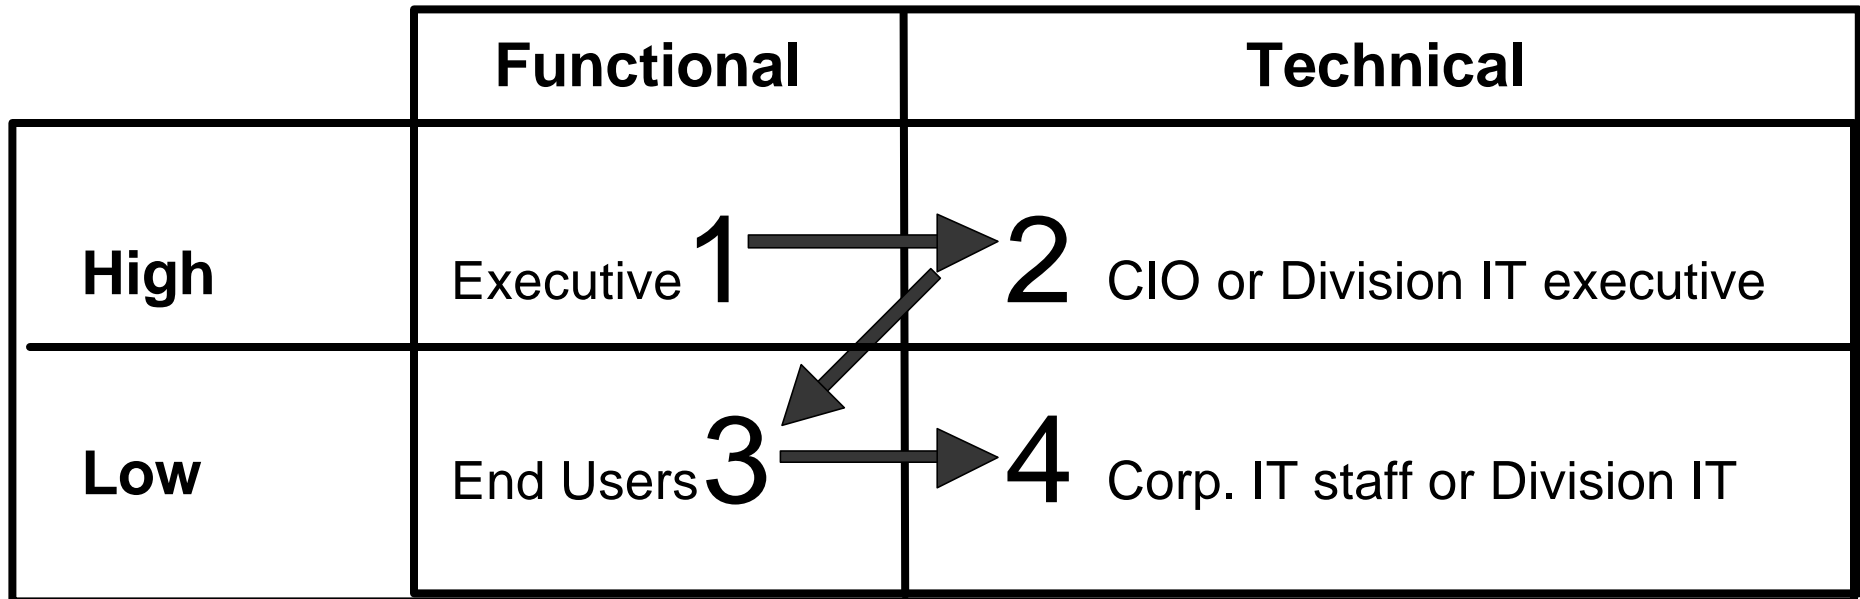 Functional Technical
High Executive 1 2 CIO or Division IT executive
Low End Users 3 4 Corp. IT staff or Division IT